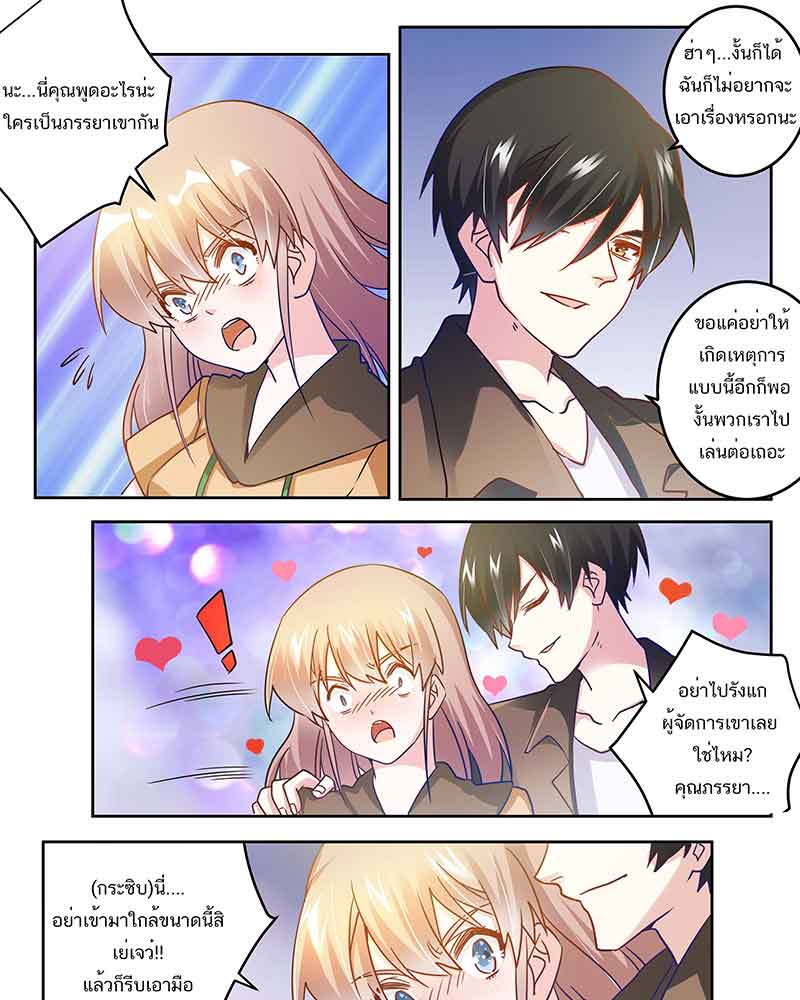 ฮ่าๆ...งั้นก็ได้
ฉันก็ไม่อยากจะ
เอาเรื่องหรอกนะ
ขอแค่อย่าให้
เกิดเหตุการ
แบบนี้อีกก็พอ
งั้นพวกเราไป
เล่นต่อเถอะ
นะ...นี่คุณพูดอะไรน่ะ
ใครเป็นภรรยาเขากัน
อย่าไปรังแก
ผู้จัดการเขาเลย
ใช่ไหม?
คุณภรรยา....
(กระซิบ)นี่....
อย่าเข้ามาใกล้ขนาดนี้สิ
เย่เจว๋!!
แล้วก็รีบเอามือ